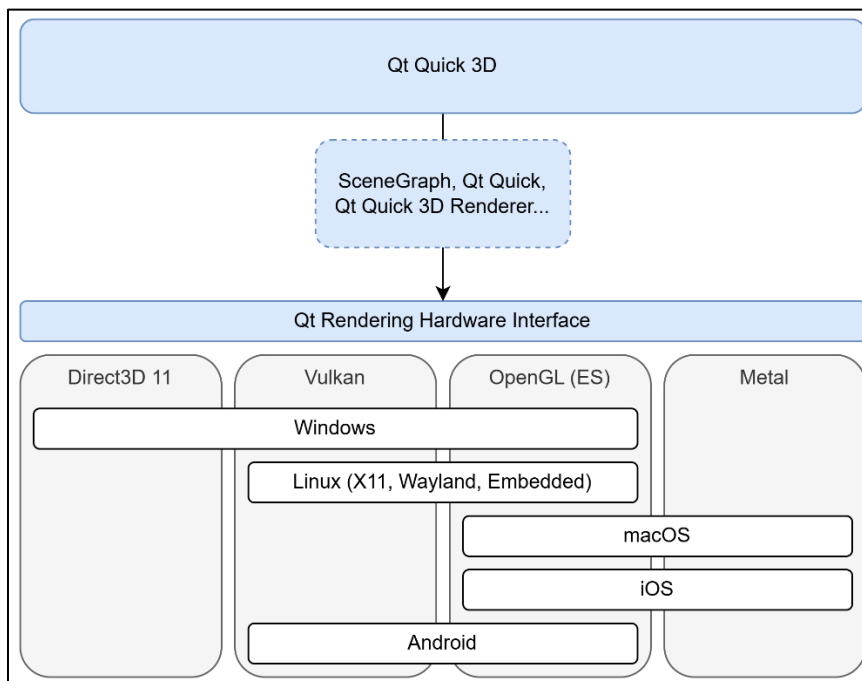 Qt Quick 3D
SceneGraph, Qt Quick,
Qt Quick 3D Renderer...
Qt Rendering Hardware Interface
Direct3D 11
Vulkan
OpenGL (ES)
Metal
Windows
Linux (X11, Wayland, Embedded)
macOS
iOS
Android